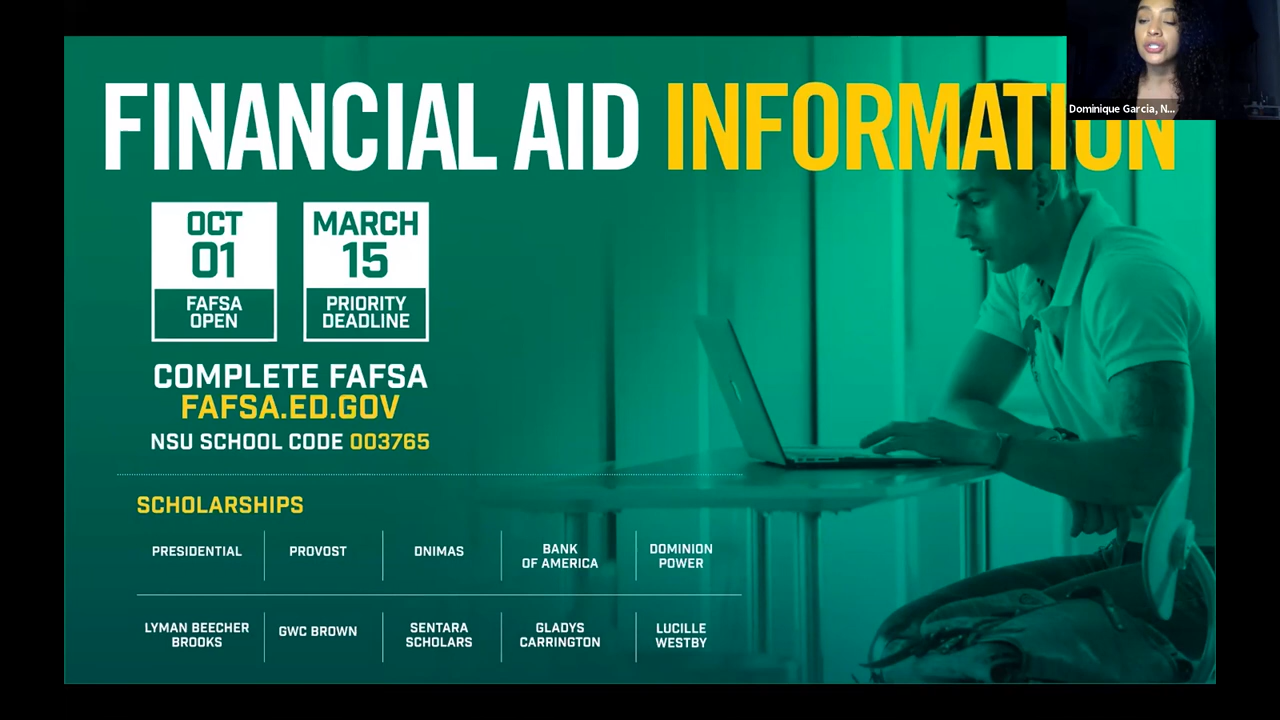 FINANCIAL AID INFORMATION
Dominique Garcia, N...
OCT
01
FAFSA
OPEN
MARCH
15
PRIORITY
DEADLINE
COMPLETE FAFSA
FAFSA.ED.GOV
NSU SCHOOL CODE 003765
SCHOLARSHIPS
PRESIDENTIAL
PROVOST
DNIMAS
BANK
OF AMERICA
DOMINION
POWER
LYMAN BEECHER
BROOKS
GWC BROWN
SENTARA
SCHOLARS
GLADYS
CARRINGTON
LUCILLE
WESTBY